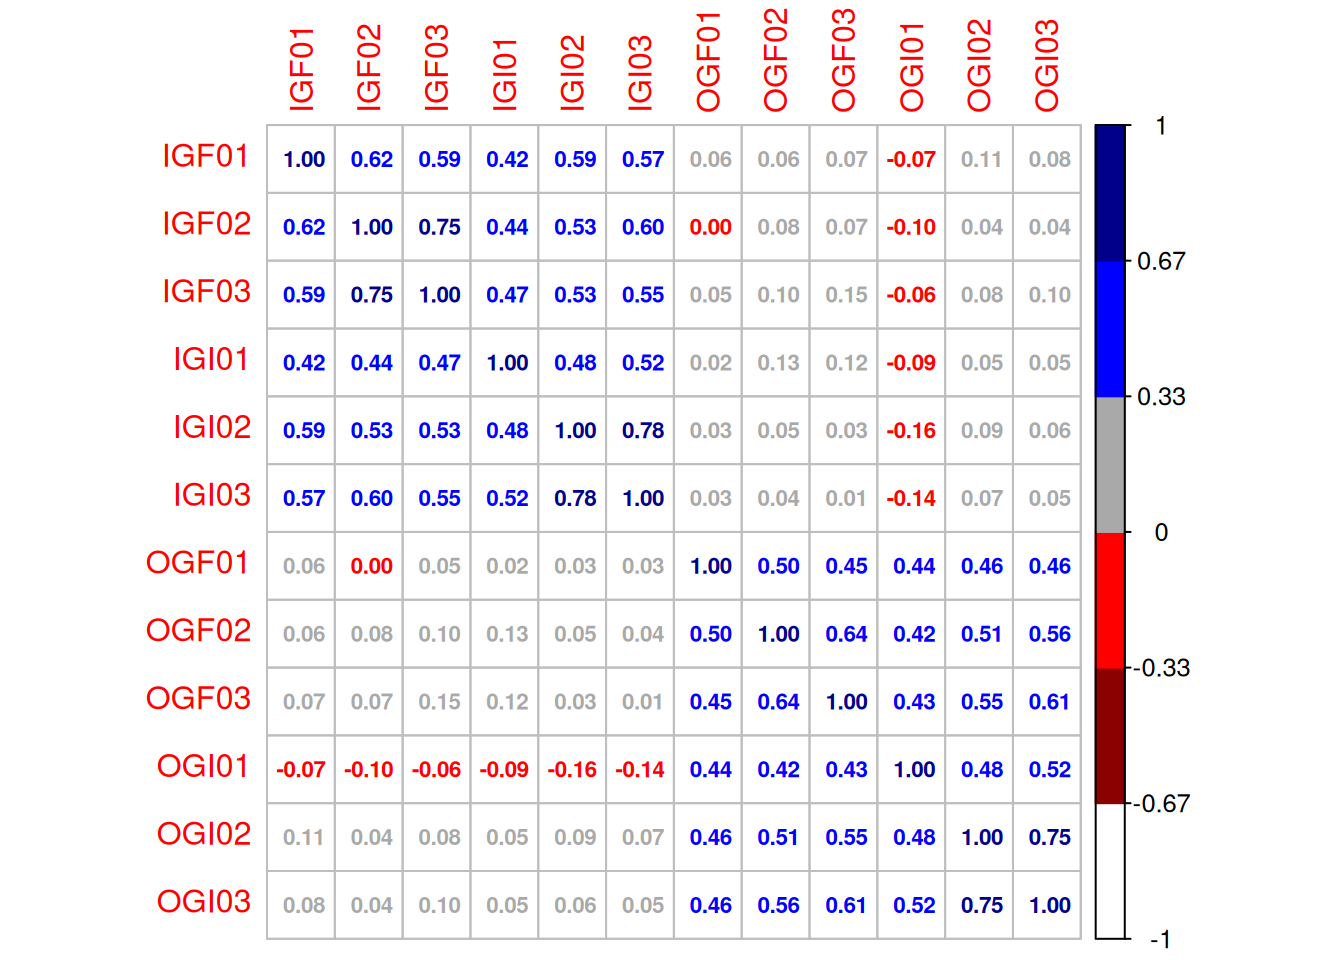 IGF01 IGF02 IGF03 IGI01 IGI02 IGI03 OGF01 OGF02 OGF03 OGI01 OGI02 OGI03
IGF01 1.00 0.62 0.59 0.42 0.59 0.57 0.06 0.06 0.07 -0.07 0.11 0.08
IGF02 0.62 1.00 0.75 0.44 0.53 0.60 0.00 0.08 0.07 -0.10 0.04 0.04
IGF03 0.59 0.75 1.00 0.47 0.53 0.55 0.05 0.10 0.15 -0.06 0.08 0.10
IGI01 0.42 0.44 0.47 1.00 0.48 0.52 0.02 0.13 0.12 -0.09 0.05 0.05
IGI02 0.59 0.53 0.53 0.48 1.00 0.78 0.03 0.05 0.03 -0.16 0.09 0.06
IGI03 0.57 0.60 0.55 0.52 0.78 1.00 0.03 0.04 0.01 -0.14 0.07 0.05
OGF01 0.06 0.00 0.05 0.02 0.03 0.03 1.00 0.50 0.45 0.44 0.46 0.46
OGF02 0.06 0.08 0.10 0.13 0.05 0.04 0.50 1.00 0.64 0.42 0.51 0.56
OGF03 0.07 0.07 0.15 0.12 0.03 0.01 0.45 0.64 1.00 0.43 0.55 0.61
OGI01 -0.07 -0.10 -0.06 -0.09 -0.16 -0.14 0.44 0.42 0.43 1.00 0.48 0.52
OGI02 0.11 0.04 0.08 0.05 0.09 0.07 0.46 0.51 0.55 0.48 1.00 0.75
OGI03 0.08 0.04 0.10 0.05 0.06 0.05 0.46 0.56 0.61 0.52 0.75 1.00
1
0.67
0.33
0
-0.33
-0.67
-1